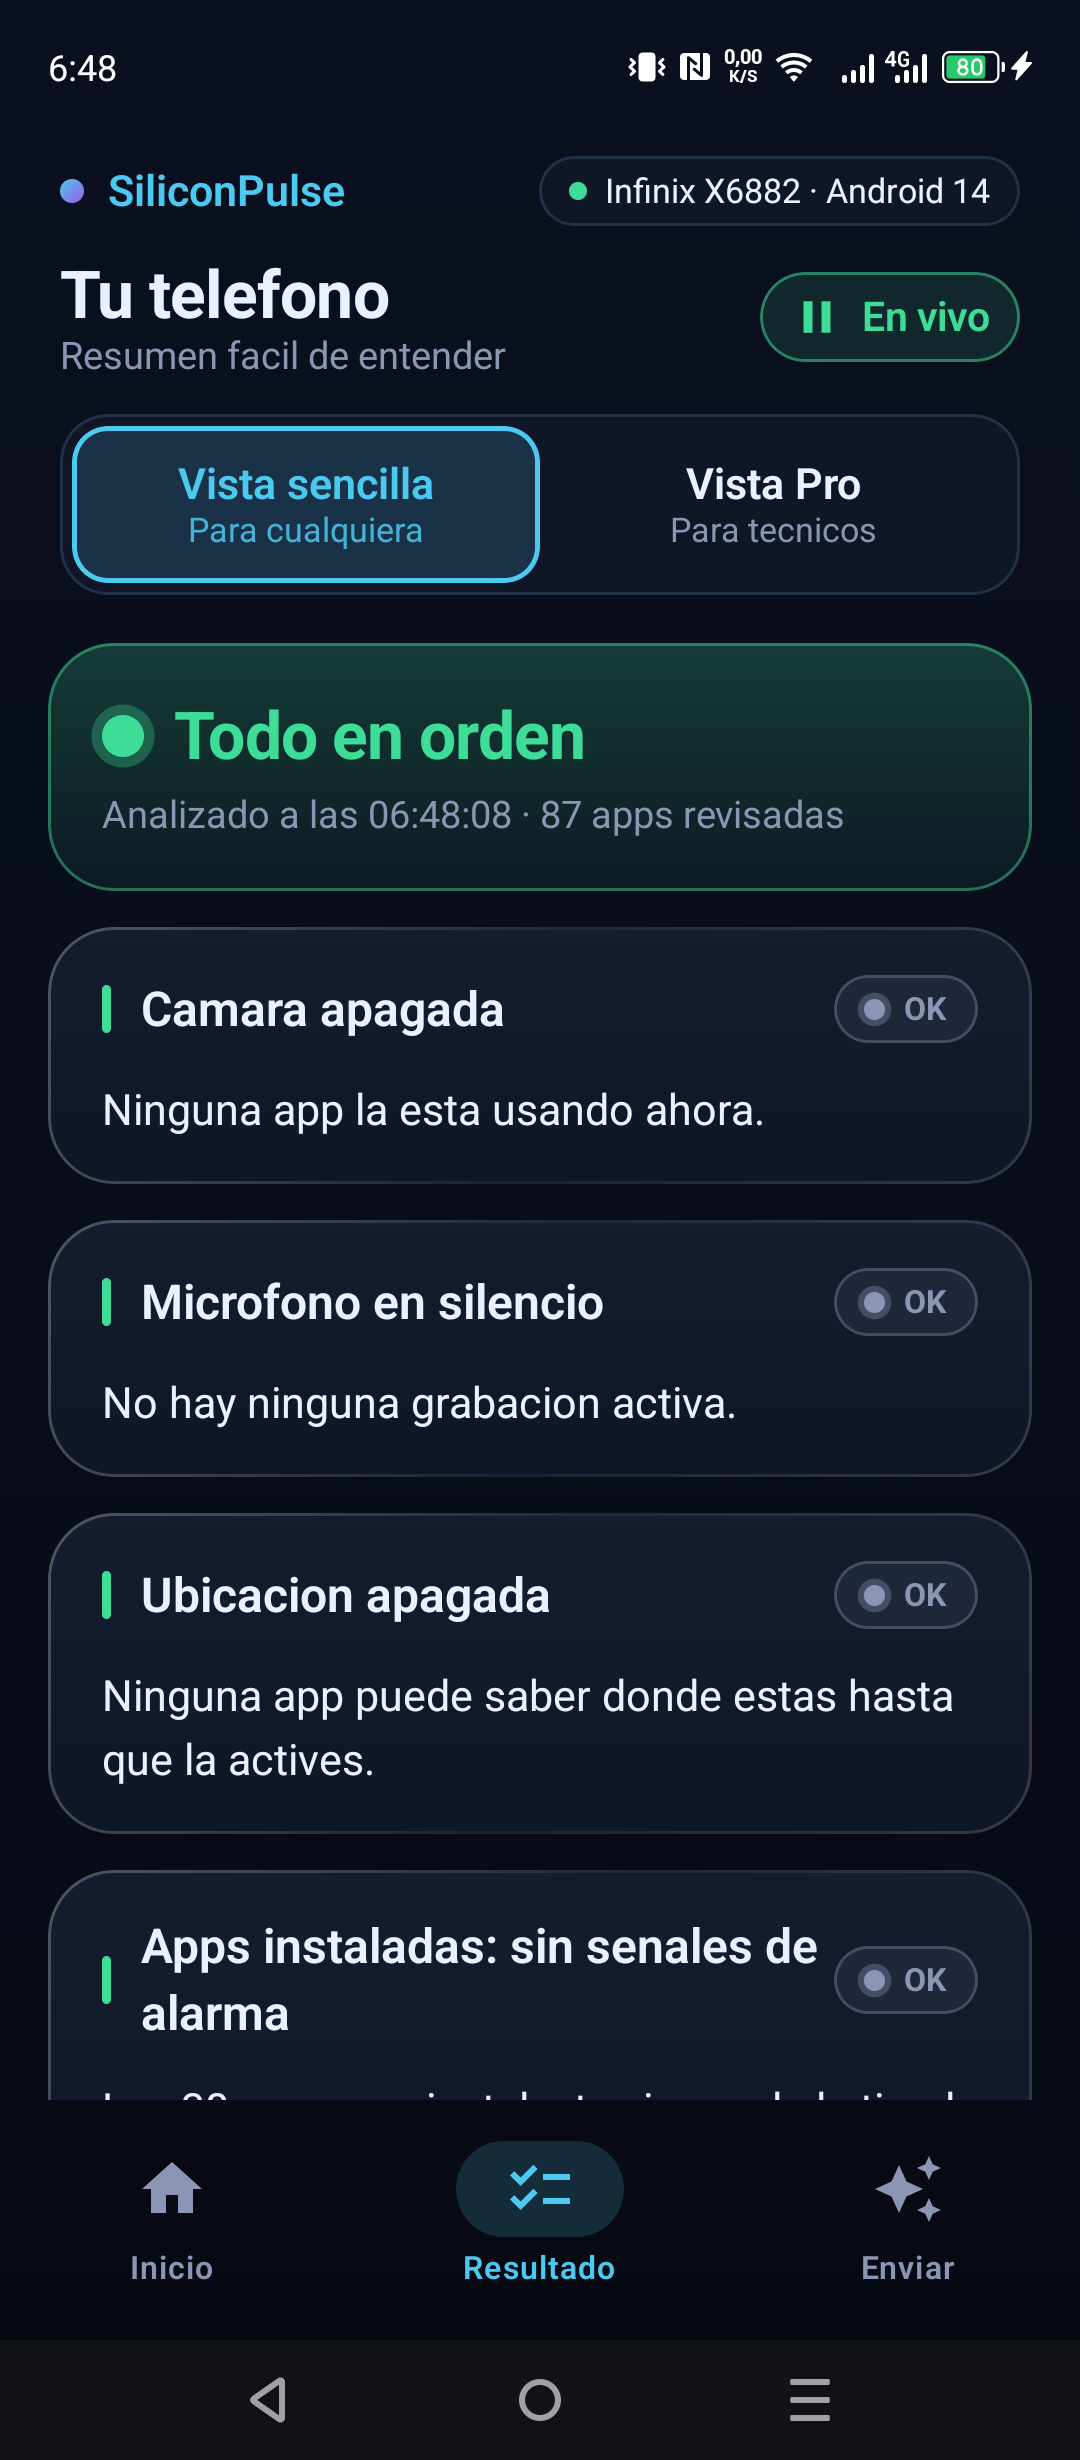 6:48
0,00
K/S
4G
80
SiliconPulse
Infinix X6882 · Android 14
Tu telefono
Resumen facil de entender
En vivo
Vista sencilla
Para cualquiera
Vista Pro
Para tecnicos
Todo en orden
Analizado a las 06:48:08 · 87 apps revisadas
Camara apagada
OK
Ninguna app la esta usando ahora.
Microfono en silencio
OK
No hay ninguna grabacion activa.
Ubicacion apagada
OK
Ninguna app puede saber donde estas hasta
que la actives.
Apps instaladas: sin senales de
alarma
OK
Inicio
Resultado
Enviar